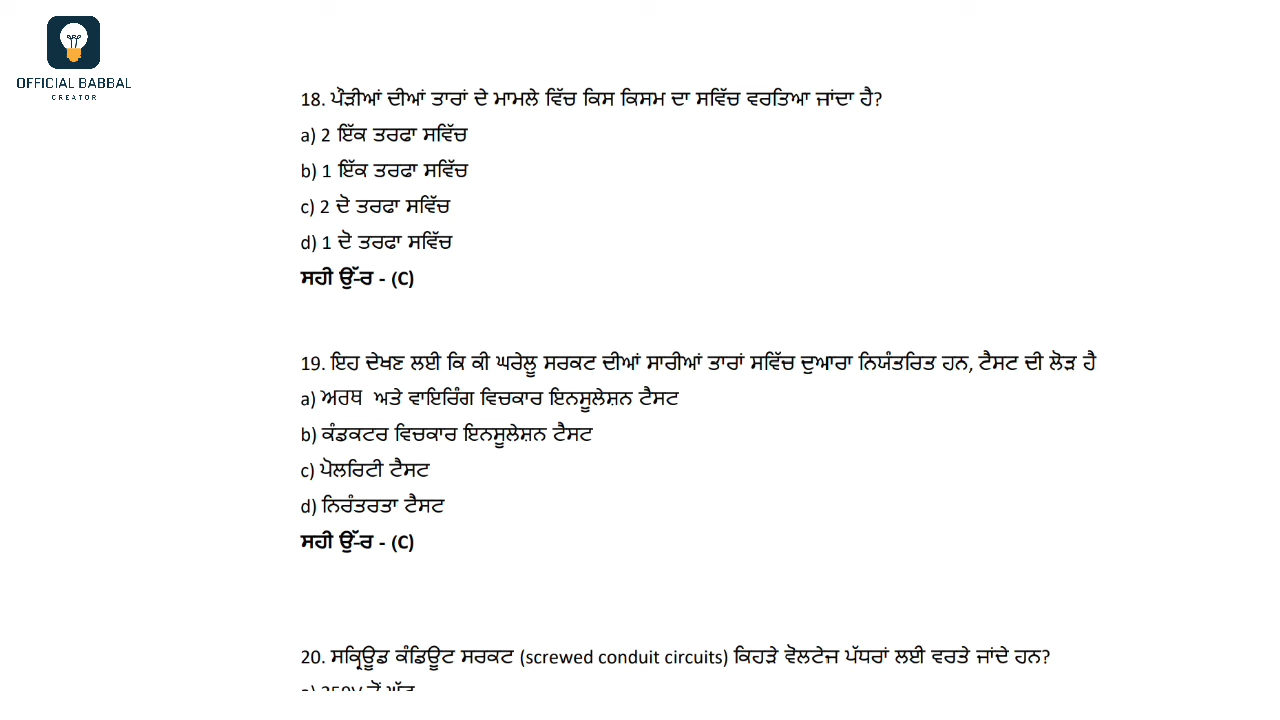 OFFICIAL BABBAL
CREATOR
18. ਪੌੜੀਆਂ ਦੀਆਂ ਤਾਰਾਂ ਦੇ ਮਾਮਲੇ ਵਿੱਚ ਕਿਸ ਕਿਸਮ ਦਾ ਸਵਿੱਚ ਵਰਤਿਆ ਜਾਂਦਾ ਹੈ?
a) 2 ਇੱਕ ਤਰਫਾ ਸਵਿੱਚ
b) 1 ਇੱਕ ਤਰਫਾ ਸਵਿੱਚ
c) 2 ਦੋ ਤਰਫਾ ਸਵਿੱਚ
d) 1 ਦੋ ਤਰਫਾ ਸਵਿੱਚ
ਸਹੀ ਉੱ-ਰ - (C)
19. ਇਹ ਦੇਖਣ ਲਈ ਕਿ ਕੀ ਘਰੇਲੂ ਸਰਕਟ ਦੀਆਂ ਸਾਰੀਆਂ ਤਾਰਾਂ ਸਵਿੱਚ ਦੁਆਰਾ ਨਿਯੰਤਰਿਤ ਹਨ, ਟੈਸਟ ਦੀ ਲੋੜ ਹੈ
a) ਅਰਥ ਅਤੇ ਵਾਇਰਿੰਗ ਵਿਚਕਾਰ ਇਨਸੂਲੇਸ਼ਨ ਟੈਸਟ
b) ਕੰਡਕਟਰ ਵਿਚਕਾਰ ਇਨਸੂਲੇਸ਼ਨ ਟੈਸਟ
c) ਪੋਲਰਿਟੀ ਟੈਸਟ
d) ਨਿਰੰਤਰਤਾ ਟੈਸਟ
ਸਹੀ ਉੱ-ਰ - (C)
20. ਸਕ੍ਰਿਊਡ ਕੰਡਿਊਟ ਸਰਕਟ (screwed conduit circuits) ਕਿਹੜੇ ਵੋਲਟੇਜ ਪੱਧਰਾਂ ਲਈ ਵਰਤੇ ਜਾਂਦੇ ਹਨ?